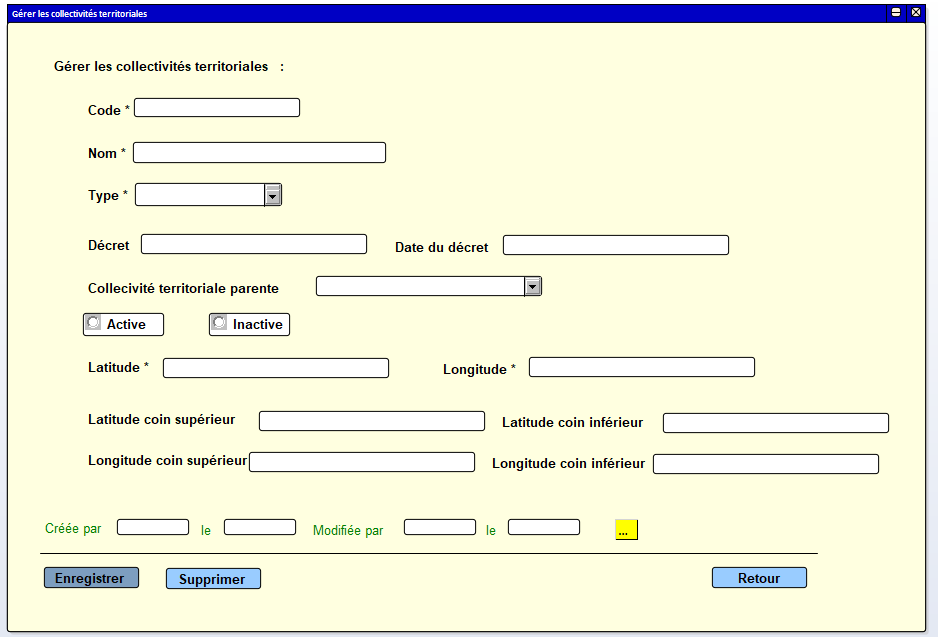 Gérer les collectivités territoriales
Gérer les collectivités territoriales :
Code *
Nom *
Type *
Décret Date du décret
Collecivité territoriale parente
Active Inactive
Latitude * Longitude *
Latitude coin supérieur Latitude coin inférieur
Longitude coin supérieur Longitude coin inférieur
Créée par le Modifiée par le ...
Enregistrer Supprimer Retour